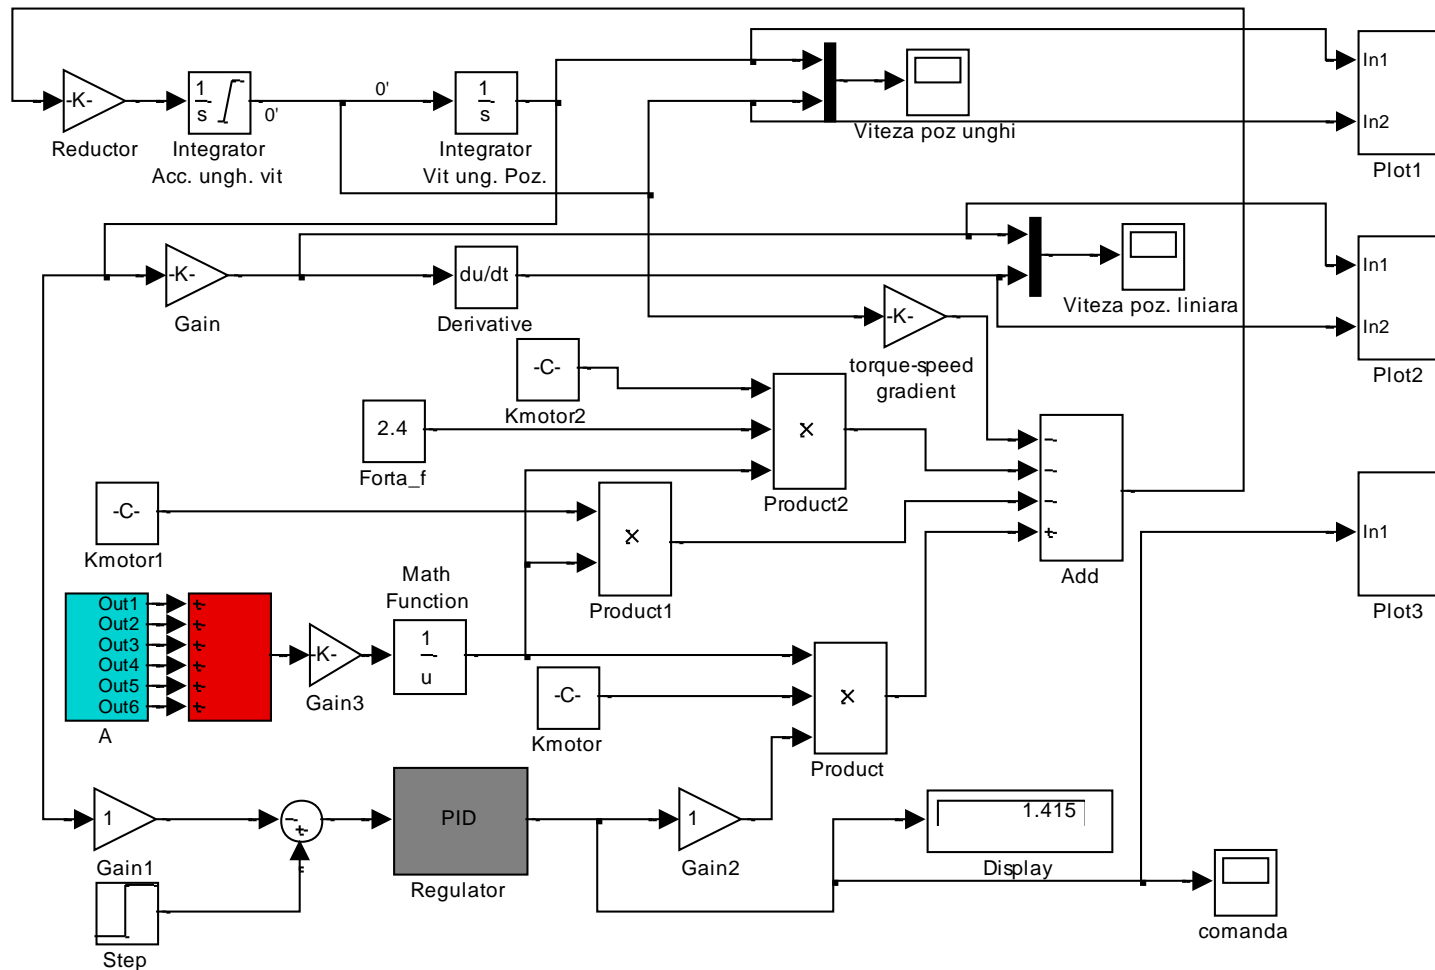 In1
-K-
1
s
0'
0'
1
s
In2
Viteza poz unghi
Reductor
Integrator
Acc. ungh. vit
Integrator
Vit ung. Poz.
Plot1
-K-
du/dt
In1
Viteza poz. liniara
Gain
Derivative
-K-
In2
torque-speed
gradient
-C-
Kmotor2
Plot2
2.4
Forta_f
x
Product2
-
-
-
+
Add
-C-
Kmotor1
x
Product1
In1
Plot3
Math
Function
Out1
Out2
Out3
Out4
Out5
Out6
+
+
+
+
+
+
A
-K-
Gain3
1
u
-C-
Kmotor
x
Product
1
Gain1
-
+
PID
Regulator
1
Gain2
1.415
Display
Step
comanda